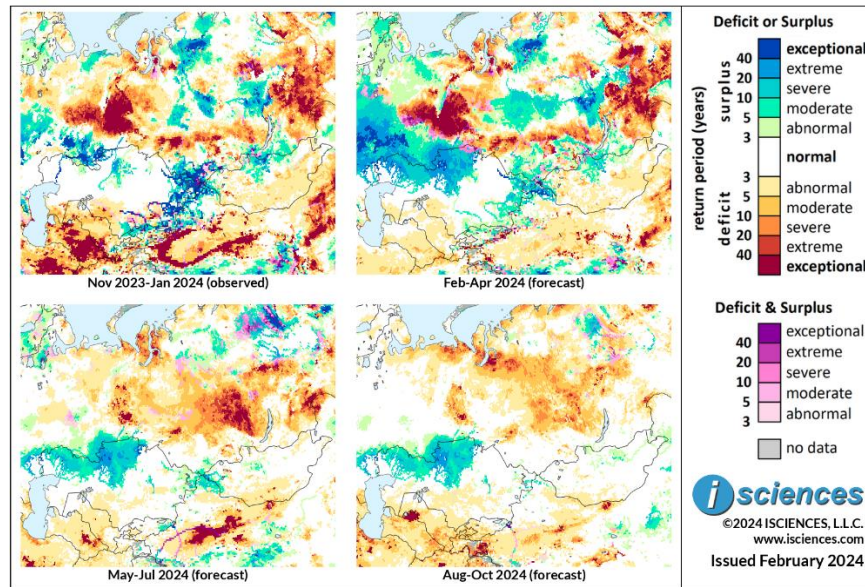 Nov 2023-Jan 2024 (observed)
Feb-Apr 2024 (forecast)
May-Jul 2024 (forecast)
Aug-Oct 2024 (forecast)
Deficit or Surplus
return period (years)
surplus
deficit
exceptional
40
extreme
20
severe
10
moderate
5
abnormal
3
normal
3
abnormal
5
moderate
10
severe
20
extreme
40
exceptional
Deficit & Surplus
exceptional
40
extreme
20
severe
10
moderate
5
abnormal
3
no data
i sciences
©2024 ISCIENCES, L.L.C.
www.isciences.com
Issued February 2024